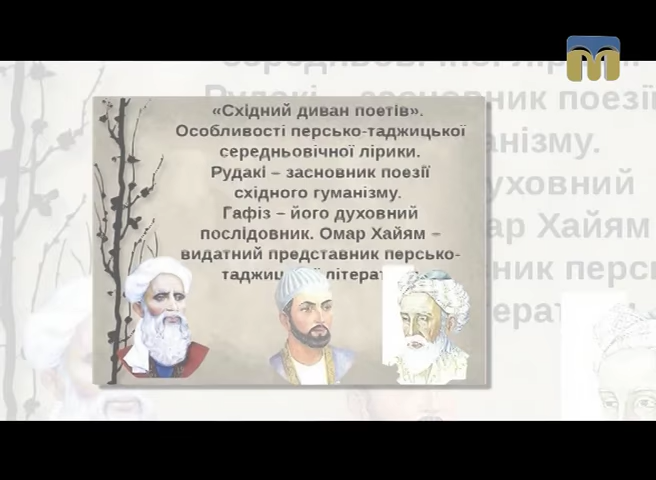 «Східний диван поетів».
Особливості персько-таджицької
середньовічної лірики.
Рудакі – засновник поезії
східного гуманізму.
Гафіз – його духовний
послідовник. Омар Хайям –
видатний представник персько-